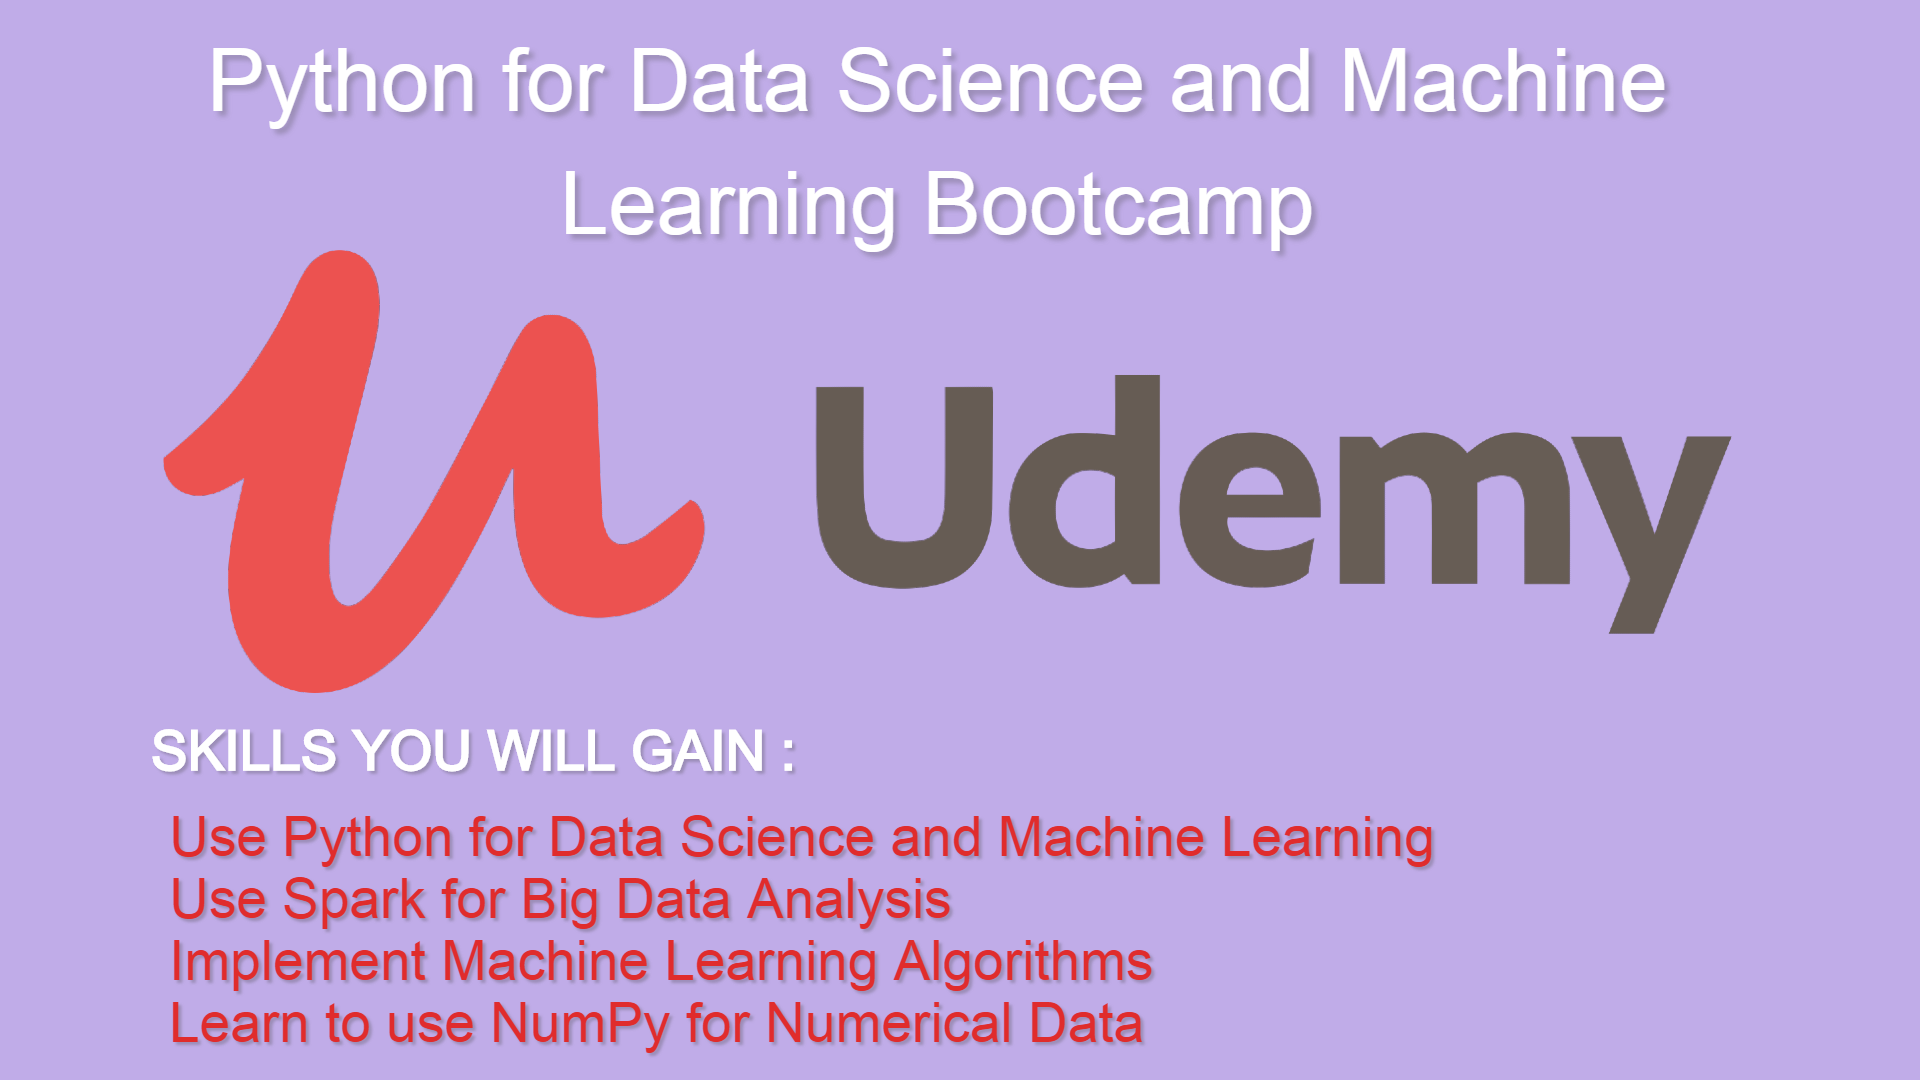 Python for Data Science and Machine
Learning Bootcamp
Udemy
SKILLS YOU WILL GAIN :
Use Python for Data Science and Machine Learning
Use Spark for Big Data Analysis
Implement Machine Learning Algorithms
Learn to use NumPy for Numerical Data